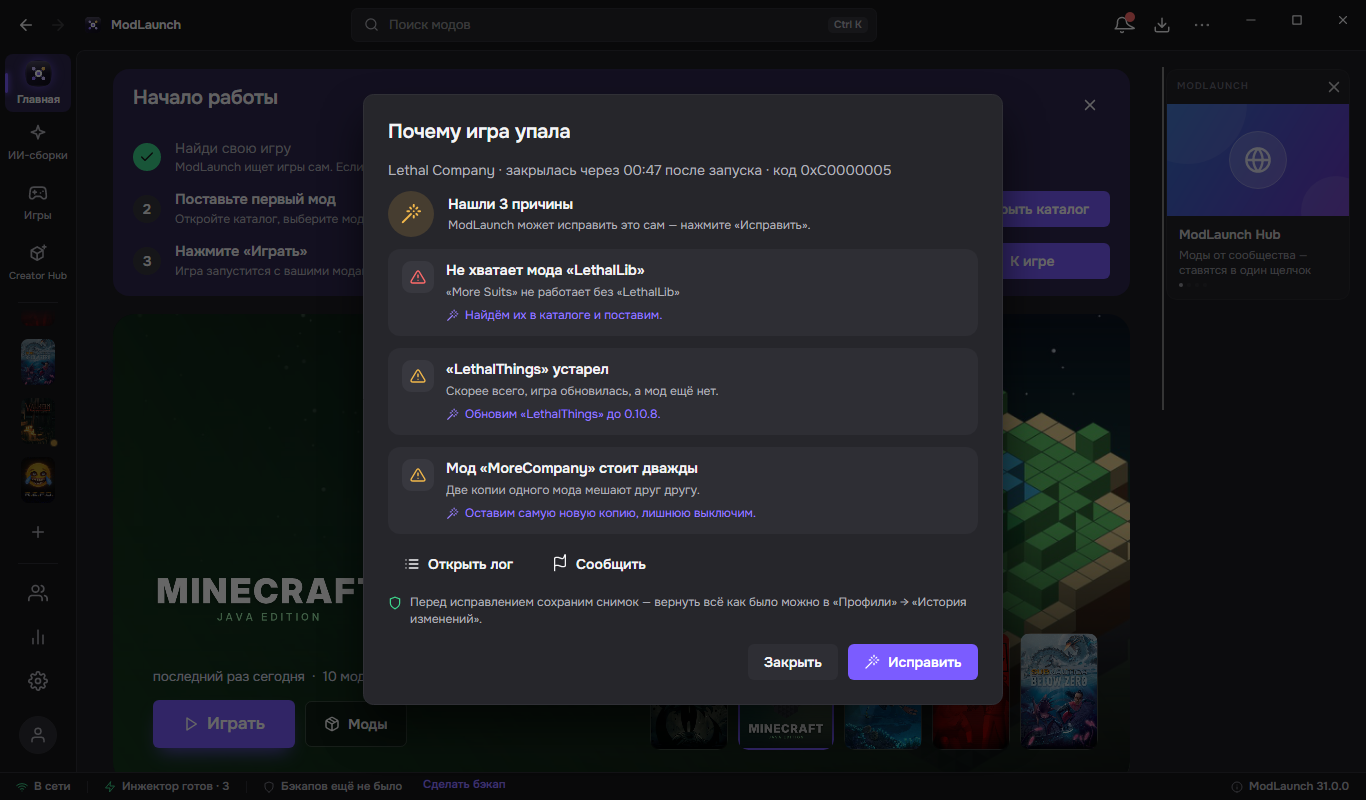 ModLaunch
Поиск модов
Ctrl K
Главная
ИИ-сборки
Игры
Creator Hub
Начало работы
Найди свою игру
ModLaunch ищет игры сам. Если
2
Поставьте первый мод
Откройте каталог, выберите мод
3
Нажмите «Играть»
Игра запустится с вашими мода
рыть каталог
К игре
Почему игра упала
Lethal Company · закрылась через 00:47 после запуска · код 0xC0000005
Нашли 3 причины
ModLaunch может исправить это сам — нажмите «Исправить».
Не хватает мода «LethalLib»
«More Suits» не работает без «LethalLib»
Найдём их в каталоге и поставим.
«LethalThings» устарел
Скорее всего, игра обновилась, а мод ещё нет.
Обновим «LethalThings» до 0.10.8.
Мод «MoreCompany» стоит дважды
Две копии одного мода мешают друг другу.
Оставим самую новую копию, лишнюю выключим.
Открыть лог
Сообщить
Перед исправлением сохраним снимок — вернуть всё как было можно в «Профили» → «История
изменений».
Закрыть
Исправить
MODLAUNCH
ModLaunch Hub
Моды от сообщества —
ставятся в один щелчок
MINECRAFT
JAVA EDITION
последний раз сегодня · 10 мод
Играть
Моды
MINECRAFT
BELOW ZERO
В сети
Инжектор готов · 3
Бэкапов ещё не было
Сделать бэкап
ModLaunch 31.0.0